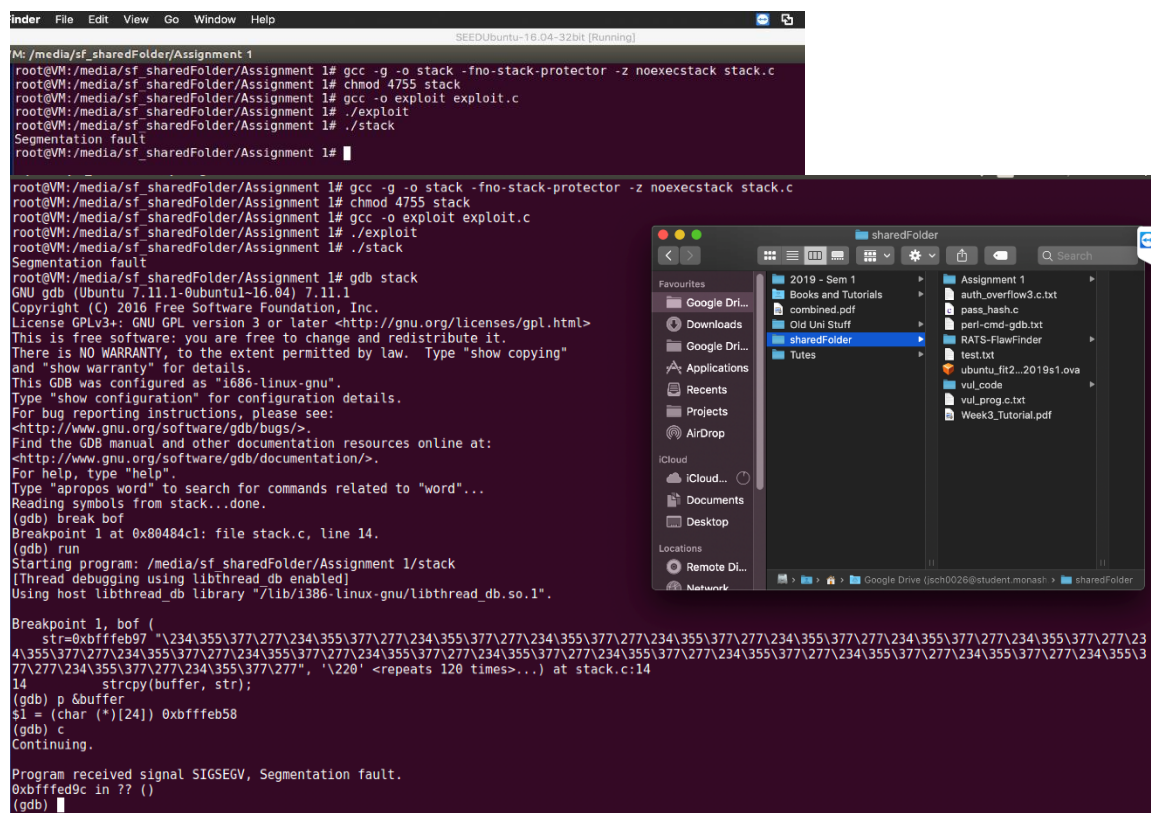 Finder File Edit View Go Window Help
SEEDUbuntu-16.04-32bit [Running]
VM: /media/sf_sharedFolder/Assignment 1
root@VM:/media/sf_sharedFolder/Assignment 1# gcc -g -o stack -fno-stack-protector -z noexecstack stack.c
root@VM:/media/sf_sharedFolder/Assignment 1# chmod 4755 stack
root@VM:/media/sf_sharedFolder/Assignment 1# gcc -o exploit exploit.c
root@VM:/media/sf_sharedFolder/Assignment 1# ./exploit
root@VM:/media/sf_sharedFolder/Assignment 1# ./stack
Segmentation fault
root@VM:/media/sf_sharedFolder/Assignment 1#
root@VM:/media/sf_sharedFolder/Assignment 1# gcc -g -o stack -fno-stack-protector -z noexecstack stack.c
root@VM:/media/sf_sharedFolder/Assignment 1# chmod 4755 stack
root@VM:/media/sf_sharedFolder/Assignment 1# gcc -o exploit exploit.c
root@VM:/media/sf_sharedFolder/Assignment 1# ./exploit
root@VM:/media/sf_sharedFolder/Assignment 1# ./stack
Segmentation fault
root@VM:/media/sf_sharedFolder/Assignment 1# gdb stack
GNU gdb (Ubuntu 7.11.1-0ubuntu1~16.04) 7.11.1
Copyright (C) 2016 Free Software Foundation, Inc.
License GPLv3+: GNU GPL version 3 or later <http://gnu.org/licenses/gpl.html>
This is free software: you are free to change and redistribute it.
There is NO WARRANTY, to the extent permitted by law.  Type "show copying"
and "show warranty" for details.
This GDB was configured as "i686-linux-gnu".
Type "show configuration" for configuration details.
For bug reporting instructions, please see:
<http://www.gnu.org/software/gdb/bugs/>.
Find the GDB manual and other documentation resources online at:
<http://www.gnu.org/software/gdb/documentation/>.
For help, type "help".
Type "apropos word" to search for commands related to "word"...
Reading symbols from stack...done.
(gdb) break bof
Breakpoint 1 at 0x80484c1: file stack.c, line 14.
(gdb) run
Starting program: /media/sf_sharedFolder/Assignment 1/stack
[Thread debugging using libthread_db enabled]
Using host libthread_db library "/lib/i386-linux-gnu/libthread_db.so.1".
Breakpoint 1, bof (
str=0xbfffeb97 "\234\355\377\277\234\355\377\277\234\355\377\277\234\355\377\277\234\355\377\277\234\355\377\277\234\355\377\277\234\355\377\277\23
4\355\377\277\234\355\377\277\234\355\377\277\234\355\377\277\234\355\377\277\234\355\377\277\234\355\377\277\234\355\377\277\234\355\3
77\277\234\355\377\277\234\355\377\277", '\220' <repeats 120 times>...) at stack.c:14
14 strcpy(buffer, str);
(gdb) p &buffer
$1 = (char (*)[24]) 0xbfffeb58
(gdb) c
Continuing.
Program received signal SIGSEGV, Segmentation fault.
0xbfffed9c in ?? ()
(gdb)
sharedFolder
Search
Favourites
Google Dri...
Downloads
Google Dri...
Applications
Recents
Projects
AirDrop
iCloud
iCloud...
Documents
Desktop
Locations
Remote Di...
Network
2019 - Sem 1
Books and Tutorials
combined.pdf
Old Uni Stuff
sharedFolder
Tutes
Assignment 1
auth_overflow3.c.txt
pass_hash.c
perl-cmd-gdb.txt
RATS-FlawFinder
test.txt
ubuntu_fit2...2019s1.ova
vul_code
vul_prog.c.txt
Week3_Tutorial.pdf
Google Drive (jsch0026@student.monash. › sharedFolder